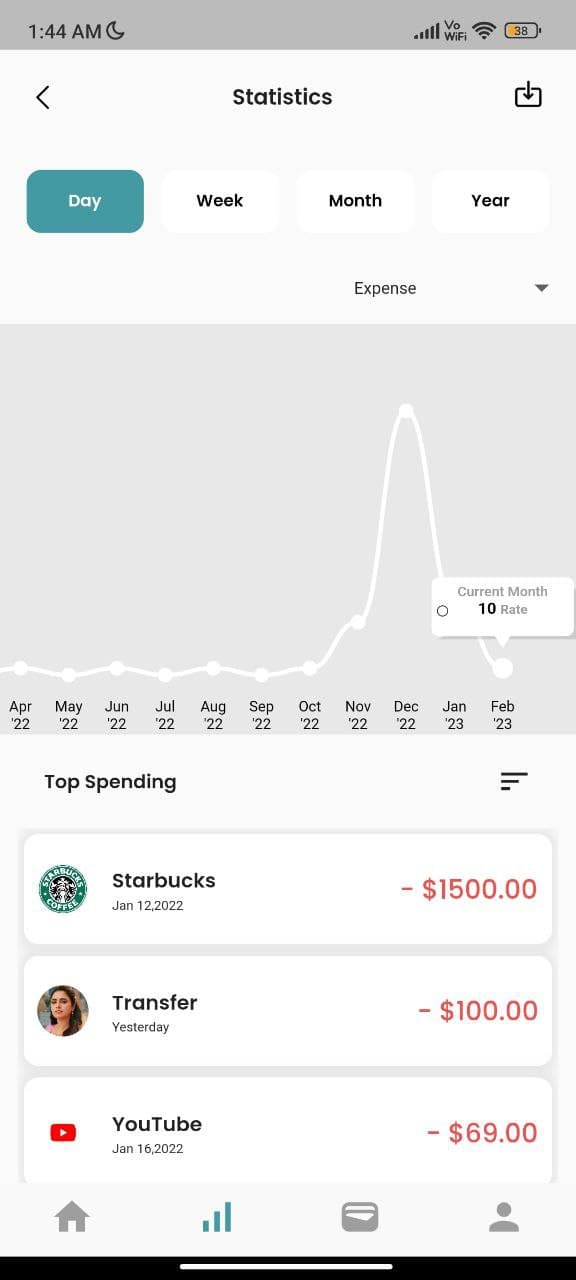 1:44 AM
Vo
WiFi
38
Statistics
Day
Week
Month
Year
Expense
Current Month
10 Rate
Apr May Jun Jul Aug Sep Oct Nov Dec Jan Feb
'22 '22 '22 '22 '22 '22 '22 '22 '22 '23 '23
Top Spending
STARBUCKS
COFFEE
Starbucks
- $1500.00
Jan 12,2022
Transfer
- $100.00
Yesterday
YouTube
- $69.00
Jan 16,2022